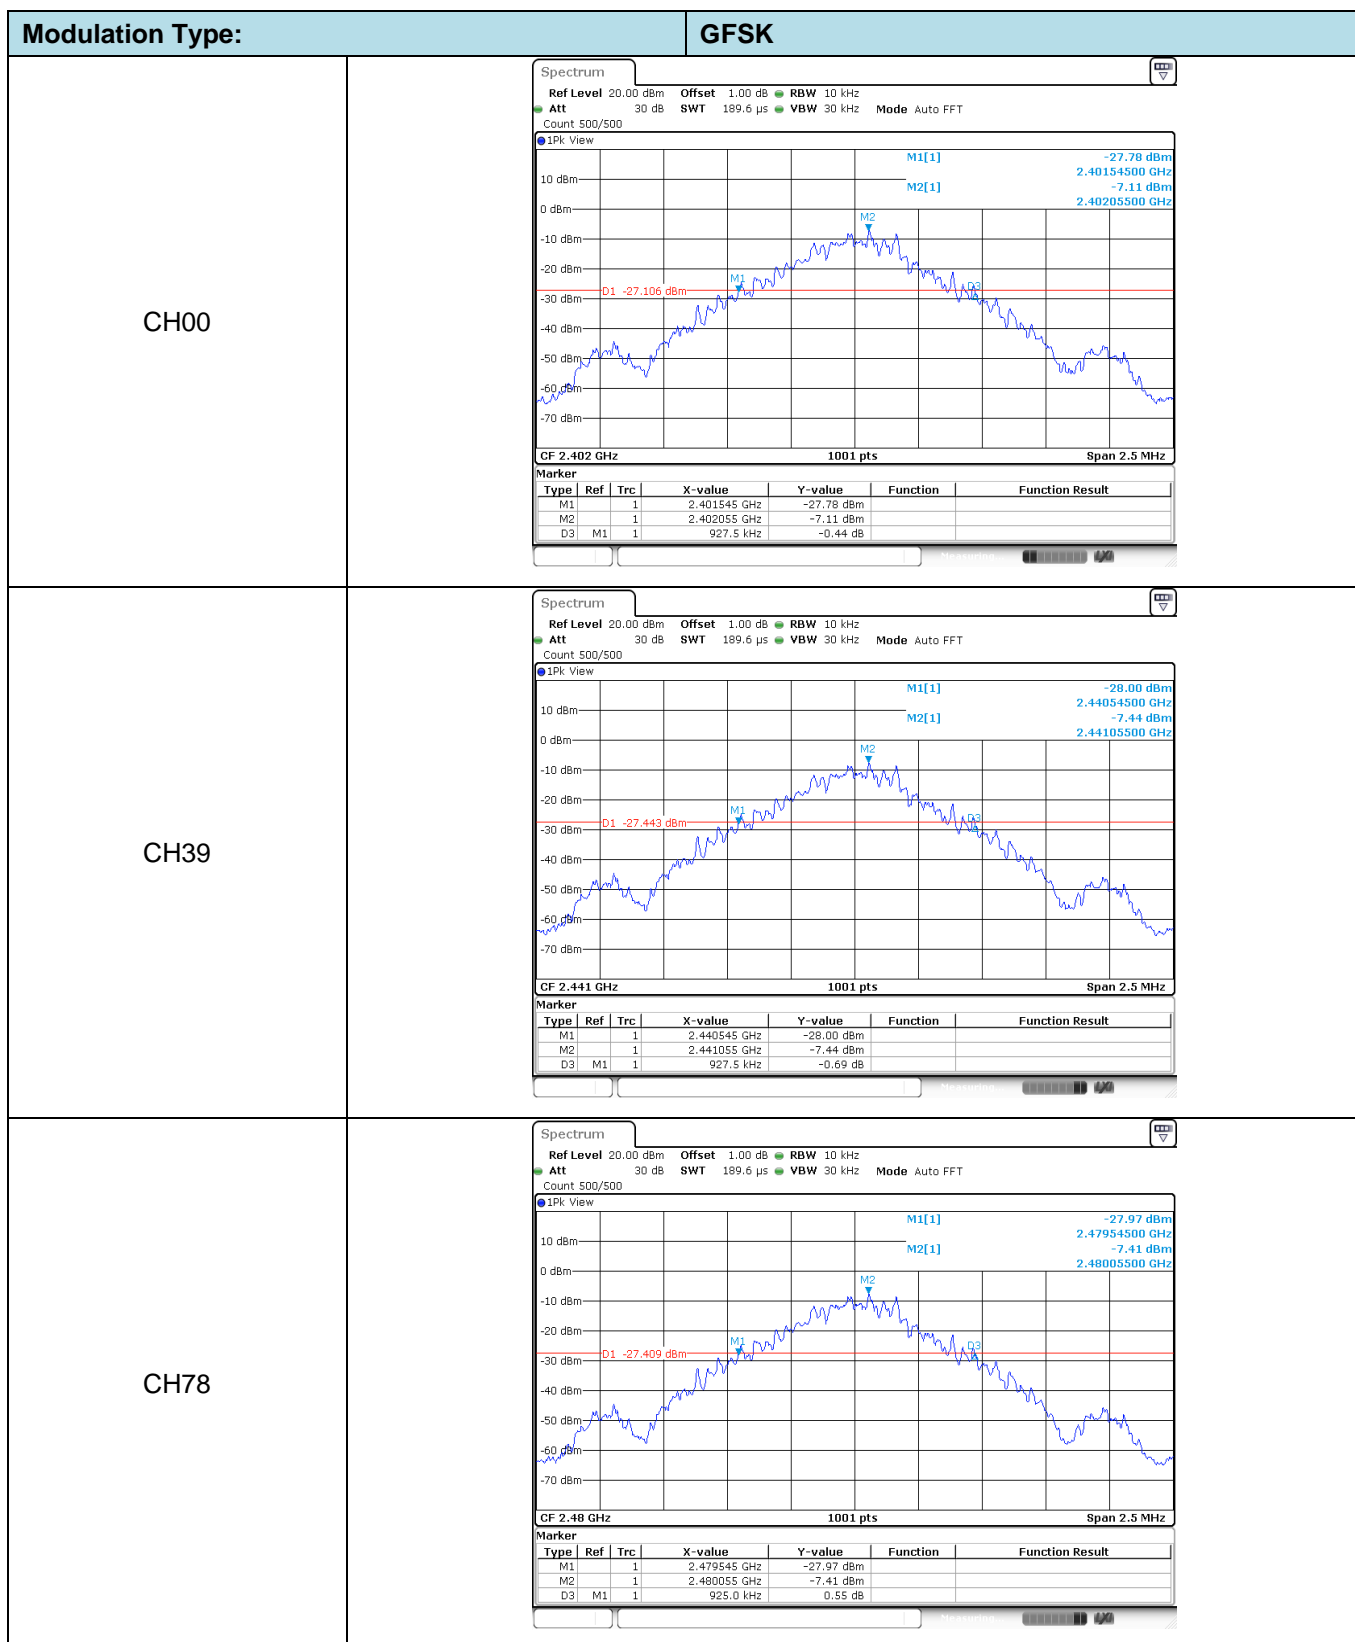 Modulation Type: GFSK
CH00
Spectrum
Ref Level 20.00 dBm Offset 1.00 dB RBW 10 kHz
Att 30 dB SWT 189.6 µs VBW 30 kHz Mode Auto FFT
Count 500/500
1Pk View
M1[1] -27.78 dBm
2.40154500 GHz
10 dBm
M2[1] -7.11 dBm
2.40205500 GHz
0 dBm
M2
-10 dBm
-20 dBm
M1
D3
D1 -27.106 dBm
-30 dBm
-40 dBm
-50 dBm
-60 dBm
-70 dBm
CF 2.402 GHz 1001 pts Span 2.5 MHz
Marker
Type Ref Trc X-value Y-value Function Function Result
M1 1 2.401545 GHz -27.78 dBm
M2 1 2.402055 GHz -7.11 dBm
D3 M1 1 927.5 kHz -0.44 dB
Measuring...
CH39
Spectrum
Ref Level 20.00 dBm Offset 1.00 dB RBW 10 kHz
Att 30 dB SWT 189.6 µs VBW 30 kHz Mode Auto FFT
Count 500/500
1Pk View
M1[1] -28.00 dBm
2.44054500 GHz
10 dBm
M2[1] -7.44 dBm
2.44105500 GHz
0 dBm
M2
-10 dBm
-20 dBm
M1
D3
D1 -27.443 dBm
-30 dBm
-40 dBm
-50 dBm
-60 dBm
-70 dBm
CF 2.441 GHz 1001 pts Span 2.5 MHz
Marker
Type Ref Trc X-value Y-value Function Function Result
M1 1 2.440545 GHz -28.00 dBm
M2 1 2.441055 GHz -7.44 dBm
D3 M1 1 927.5 kHz -0.69 dB
Measuring...
CH78
Spectrum
Ref Level 20.00 dBm Offset 1.00 dB RBW 10 kHz
Att 30 dB SWT 189.6 µs VBW 30 kHz Mode Auto FFT
Count 500/500
1Pk View
M1[1] -27.97 dBm
2.47954500 GHz
10 dBm
M2[1] -7.41 dBm
2.48005500 GHz
0 dBm
M2
-10 dBm
-20 dBm
M1
D3
D1 -27.409 dBm
-30 dBm
-40 dBm
-50 dBm
-60 dBm
-70 dBm
CF 2.48 GHz 1001 pts Span 2.5 MHz
Marker
Type Ref Trc X-value Y-value Function Function Result
M1 1 2.479545 GHz -27.97 dBm
M2 1 2.480055 GHz -7.41 dBm
D3 M1 1 925.0 kHz 0.55 dB
Measuring...